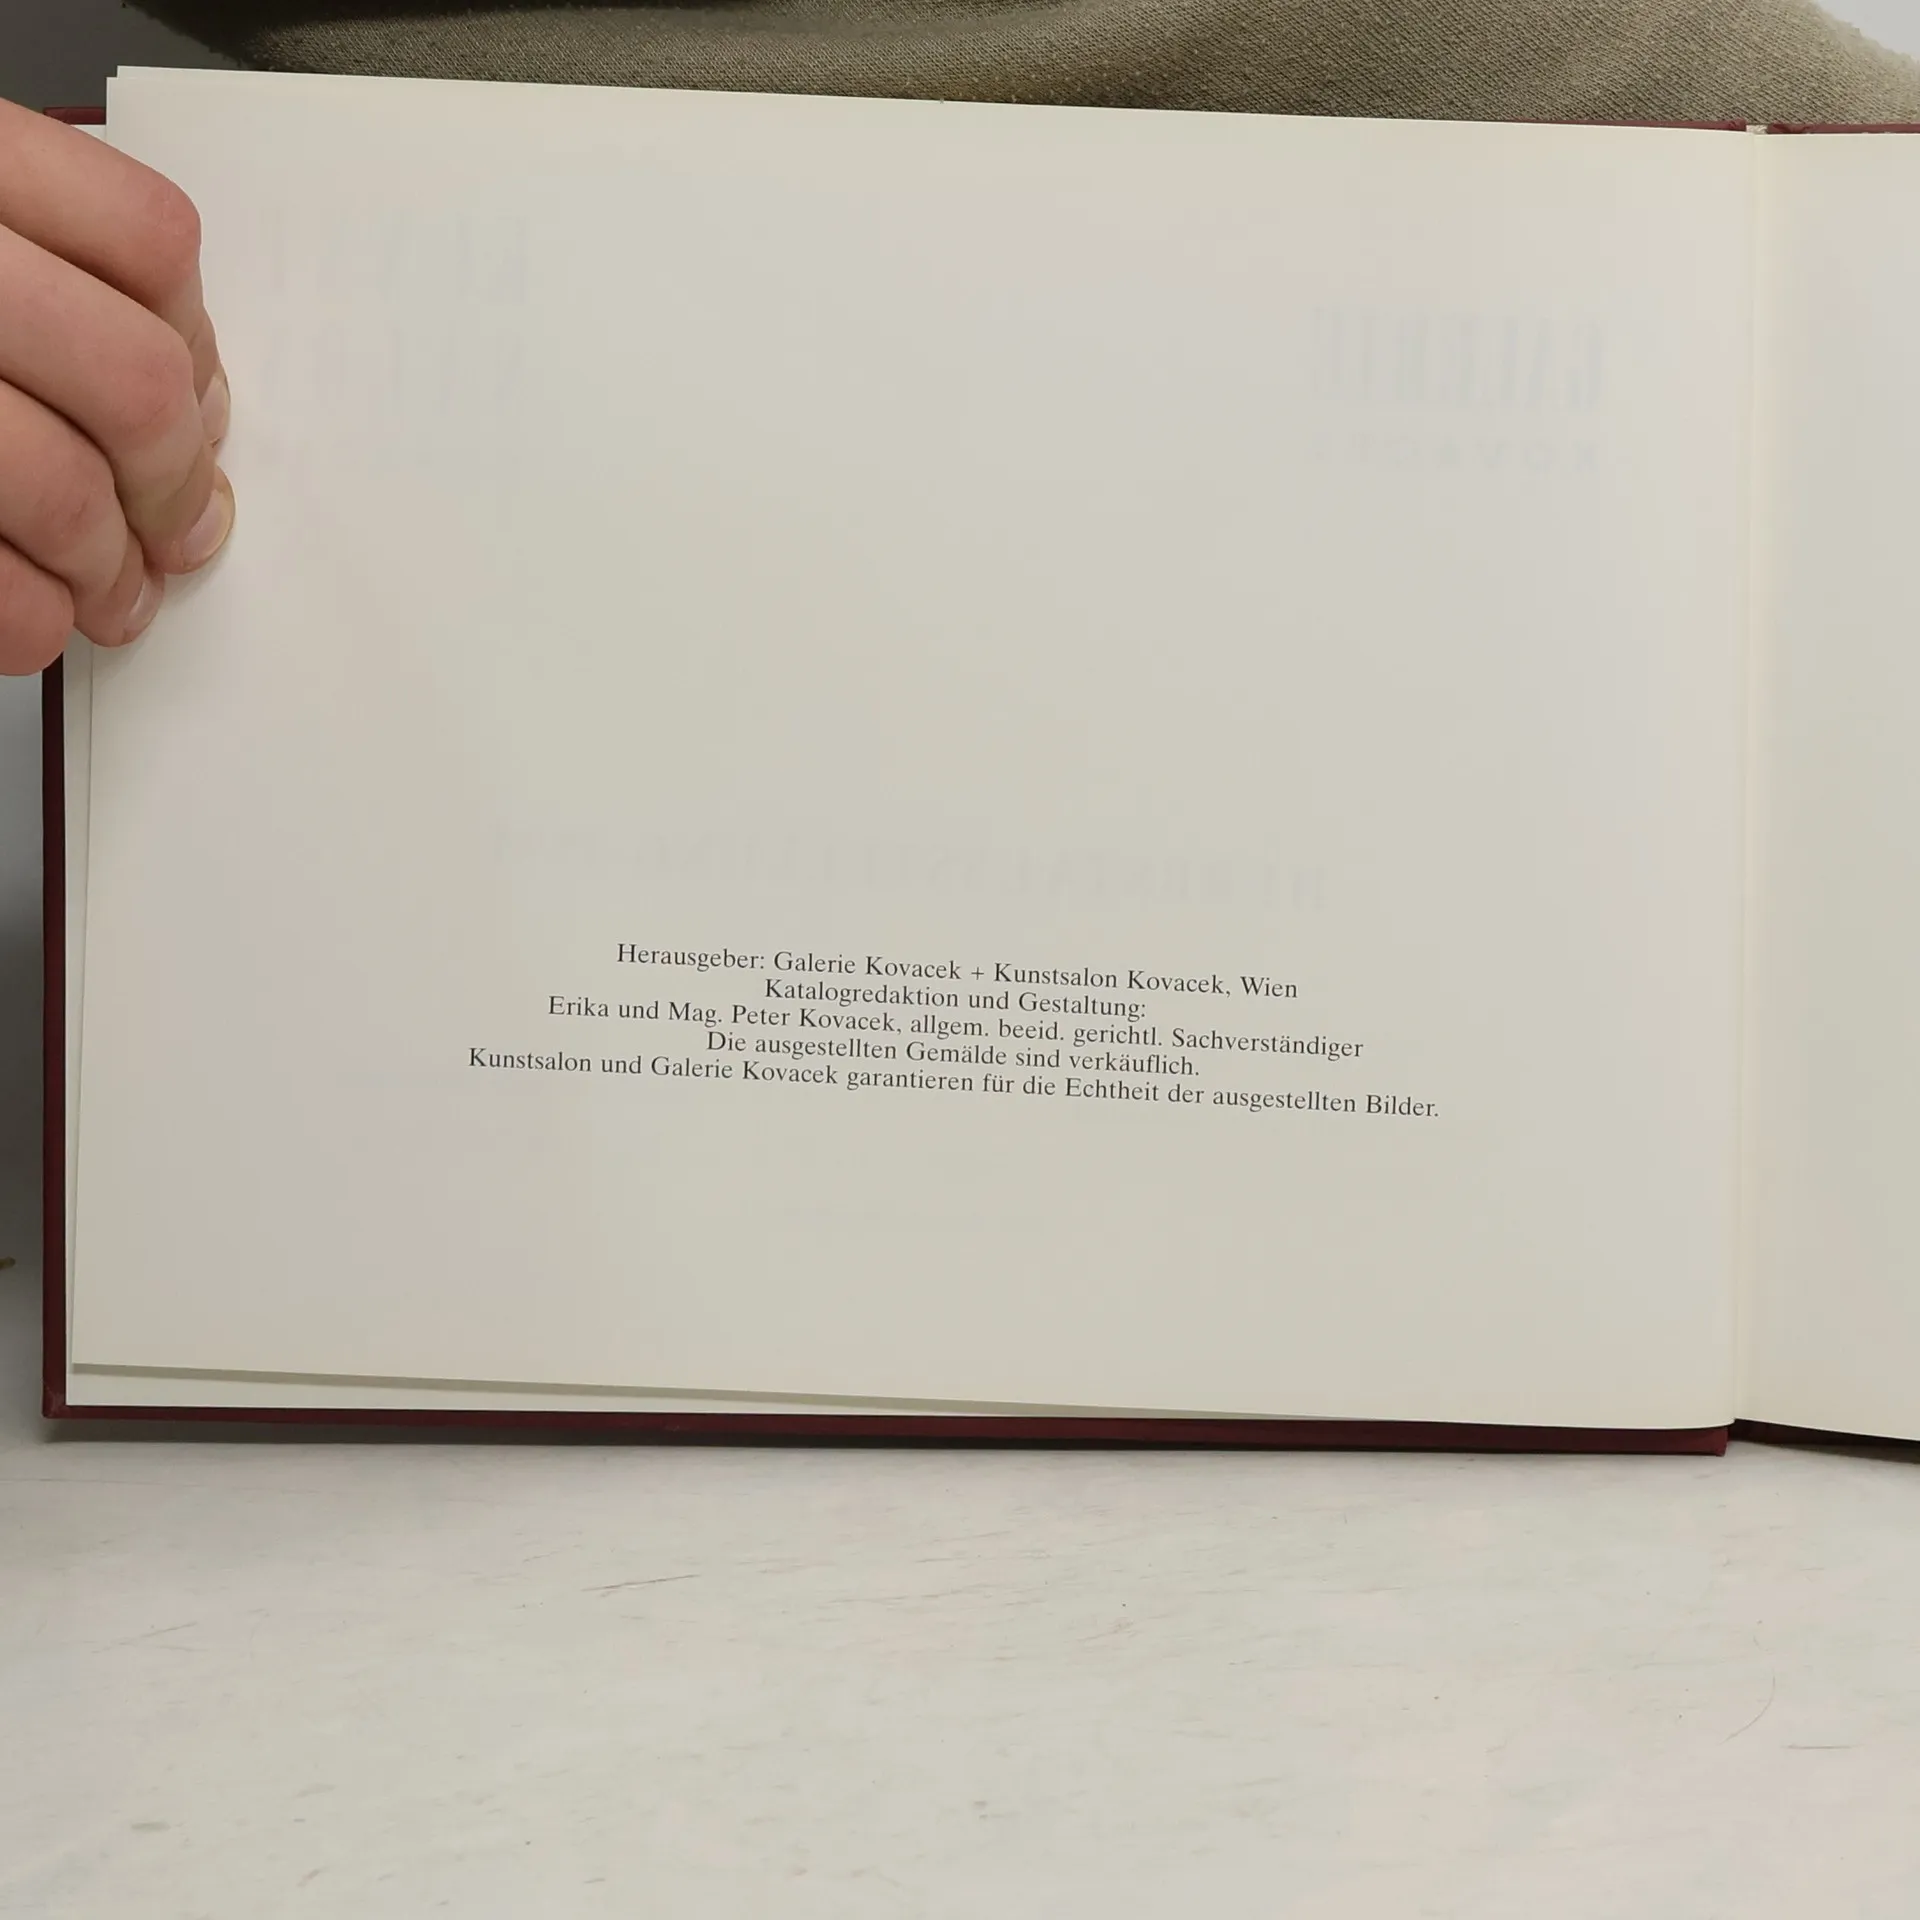 Herausgeber: Galerie Kovacek + Kunstsalon Kovacek, Wien
Katalogredaktion und Gestaltung:
Erika und Mag. Peter Kovacek, allgem. beeid. gerichtl. Sachverständiger
Die ausgestellten Gemälde sind verkäuflich.
Kunstsalon und Galerie Kovacek garantieren für die Echtheit der ausgestellten Bilder.